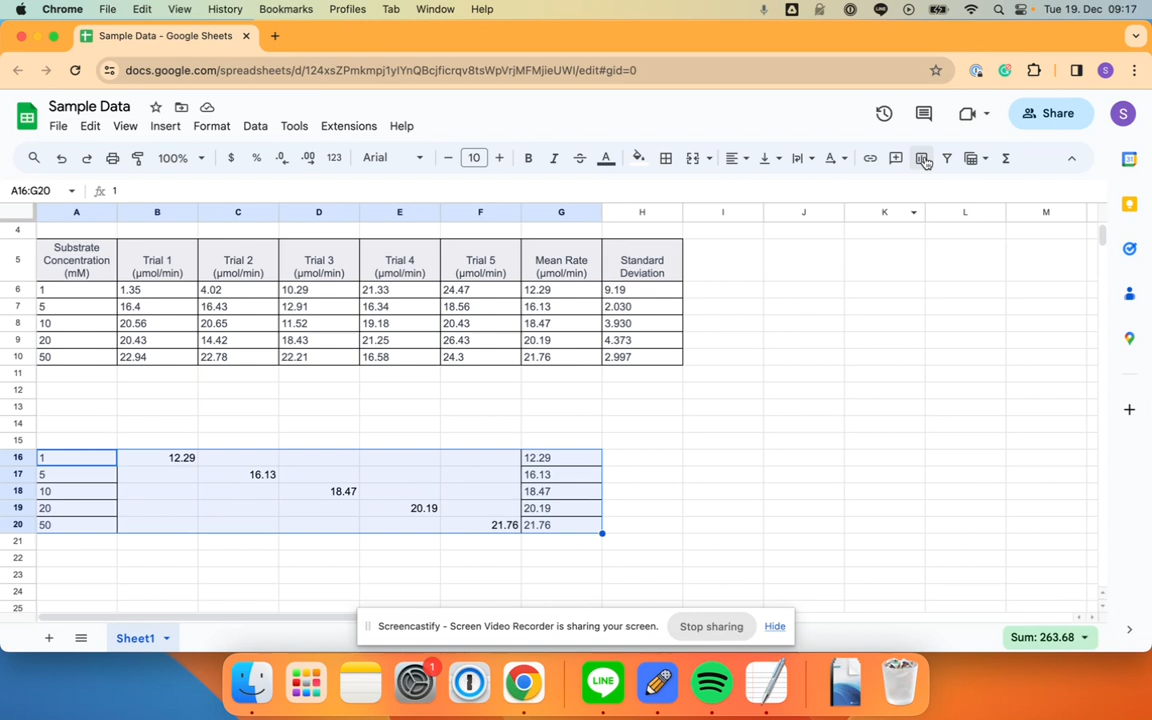 Chrome File Edit View History Bookmarks Profiles Tab Window Help Tue 19. Dec 09:17
Sample Data - Google Sheets
docs.google.com/spreadsheets/d/124xsZPmkmpj1yIYnQBcjficrqv8tsWpVrjMFMjieUWI/edit#gid=0 S
Sample Data
File Edit View Insert Format Data Tools Extensions Help
Share S
100% $ % .0 .00 123 Arial 10 B I A
A16:G20 fx 1
A B C D E F G H I J K L M
4
5 Substrate Concentration (mM) Trial 1 (μmol/min) Trial 2 (μmol/min) Trial 3 (μmol/min) Trial 4 (μmol/min) Trial 5 (μmol/min) Mean Rate (μmol/min) Standard Deviation
6 1 1.35 4.02 10.29 21.33 24.47 12.29 9.19
7 5 16.4 16.43 12.91 16.34 18.56 16.13 2.030
8 10 20.56 20.65 11.52 19.18 20.43 18.47 3.930
9 20 20.43 14.42 18.43 21.25 26.43 20.19 4.373
10 50 22.94 22.78 22.21 16.58 24.3 21.76 2.997
11
12
13
14
15
16 1 12.29 12.29
17 5 16.13 16.13
18 10 18.47 18.47
19 20 20.19 20.19
20 50 21.76 21.76
21
22
23
24
25
Screencastify - Screen Video Recorder is sharing your screen. Stop sharing Hide
Sheet1 Sum: 263.68
1
LINE